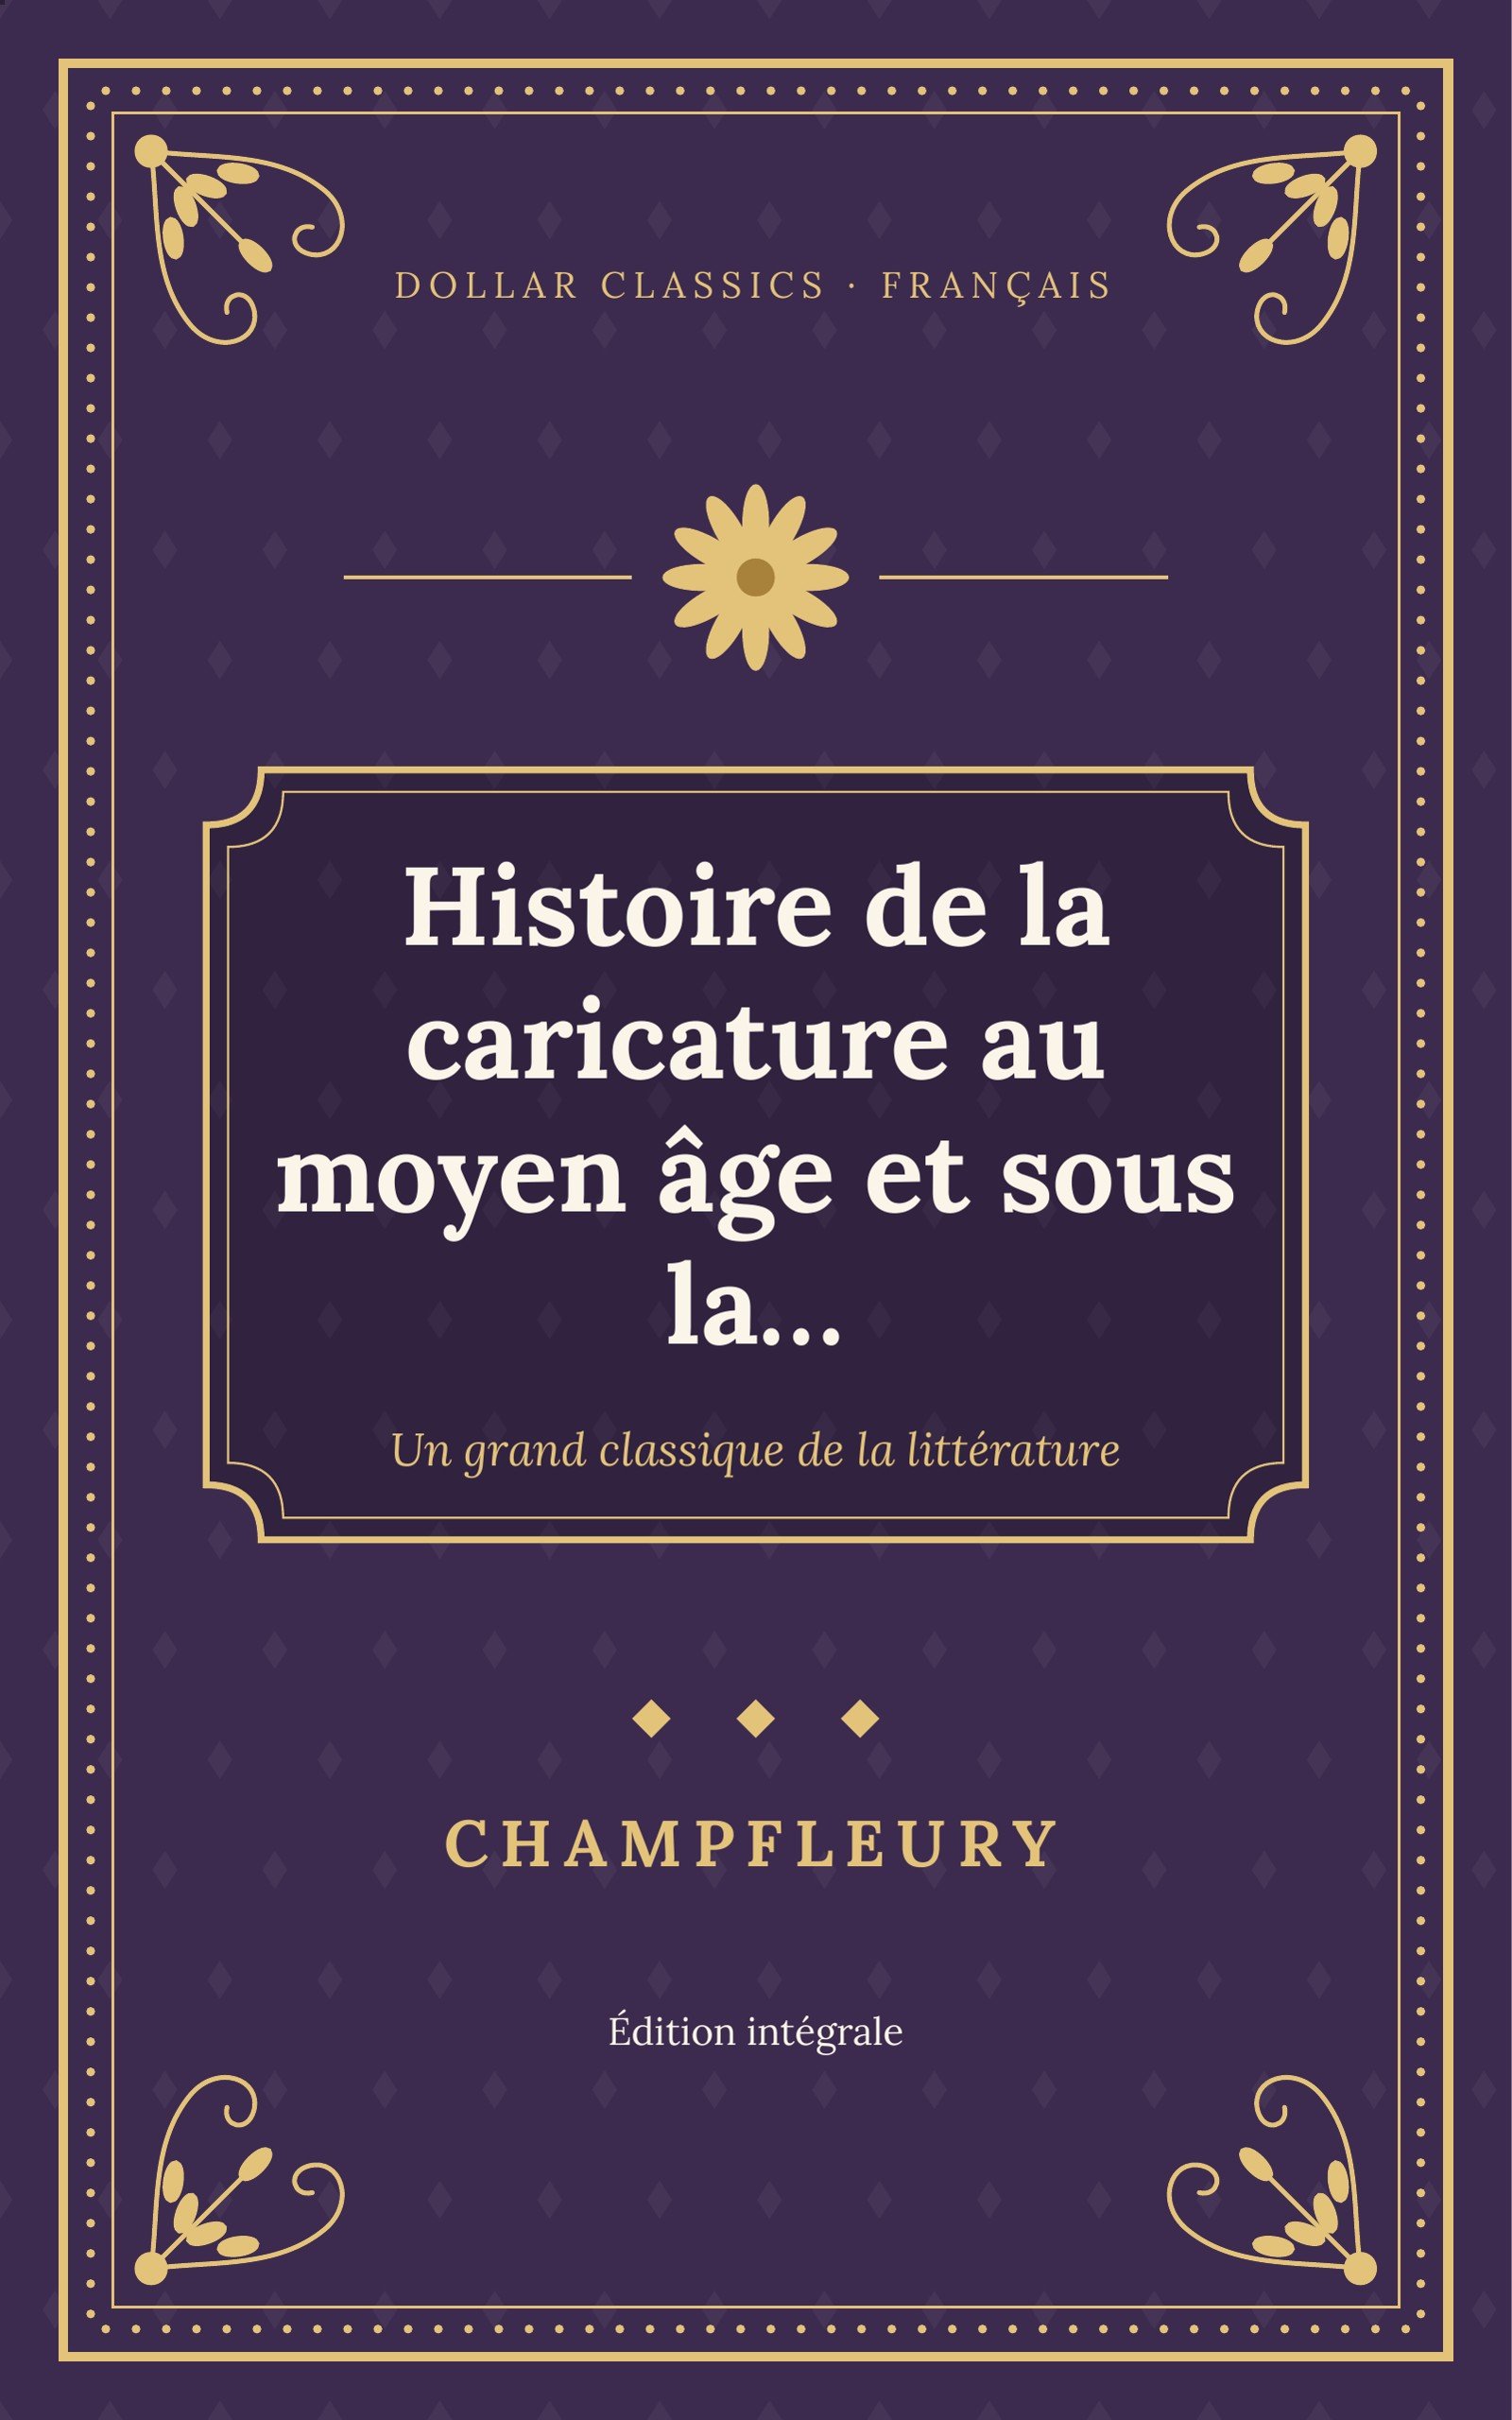 DOLLAR CLASSICS · FRANÇAIS
Histoire de la
caricature au
moyen âge et sous
la...
Un grand classique de la littérature
CHAMPFLEURY
Édition intégrale